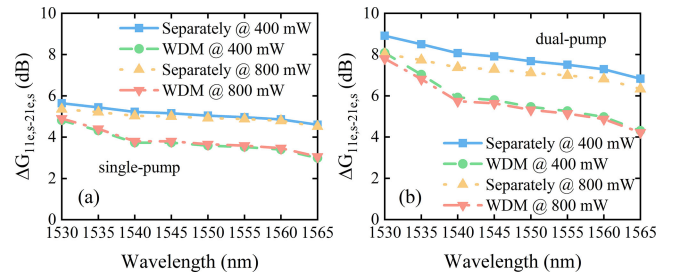 10
8
6
4
2
0
ΔG11e,s-21e,s (dB)
Separately @ 400 mW
WDM @ 400 mW
Separately @ 800 mW
WDM @ 800 mW
single-pump
(a)
1530 1535 1540 1545 1550 1555 1560 1565
Wavelength (nm)
10
8
6
4
2
0
ΔG11e,s-21e,s (dB)
dual-pump
Separately @ 400 mW
WDM @ 400 mW
Separately @ 800 mW
WDM @ 800 mW
(b)
1530 1535 1540 1545 1550 1555 1560 1565
Wavelength (nm)